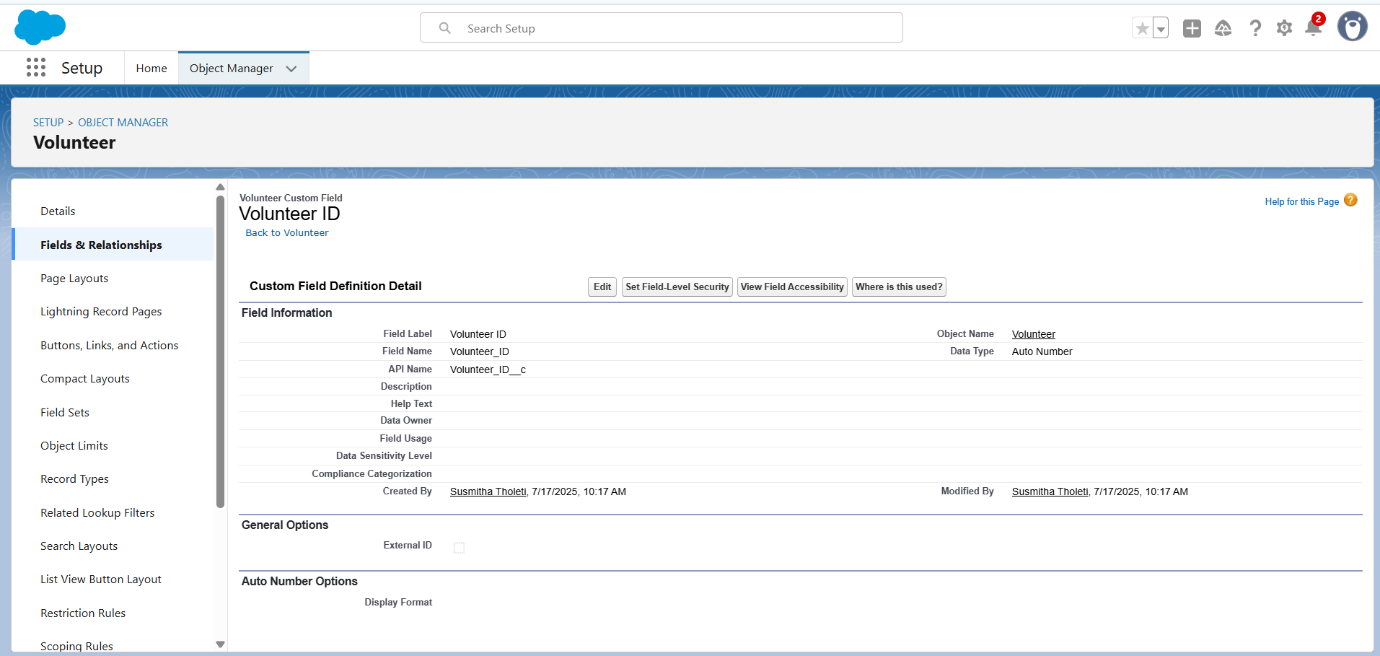 Search Setup
2
Setup
Home
Object Manager
SETUP > OBJECT MANAGER
Volunteer
Details
Fields & Relationships
Page Layouts
Lightning Record Pages
Buttons, Links, and Actions
Compact Layouts
Field Sets
Object Limits
Record Types
Related Lookup Filters
Search Layouts
List View Button Layout
Restriction Rules
Scoping Rules
Volunteer Custom Field
Volunteer ID
Back to Volunteer
Help for this Page ?
Custom Field Definition Detail
Edit
Set Field-Level Security
View Field Accessibility
Where is this used?
Field Information
Field Label Volunteer ID
Object Name Volunteer
Field Name Volunteer_ID
Data Type Auto Number
API Name Volunteer_ID__c
Description
Help Text
Data Owner
Field Usage
Data Sensitivity Level
Compliance Categorization
Created By Susmitha Tholeti, 7/17/2025, 10:17 AM
Modified By Susmitha Tholeti, 7/17/2025, 10:17 AM
General Options
External ID
Auto Number Options
Display Format